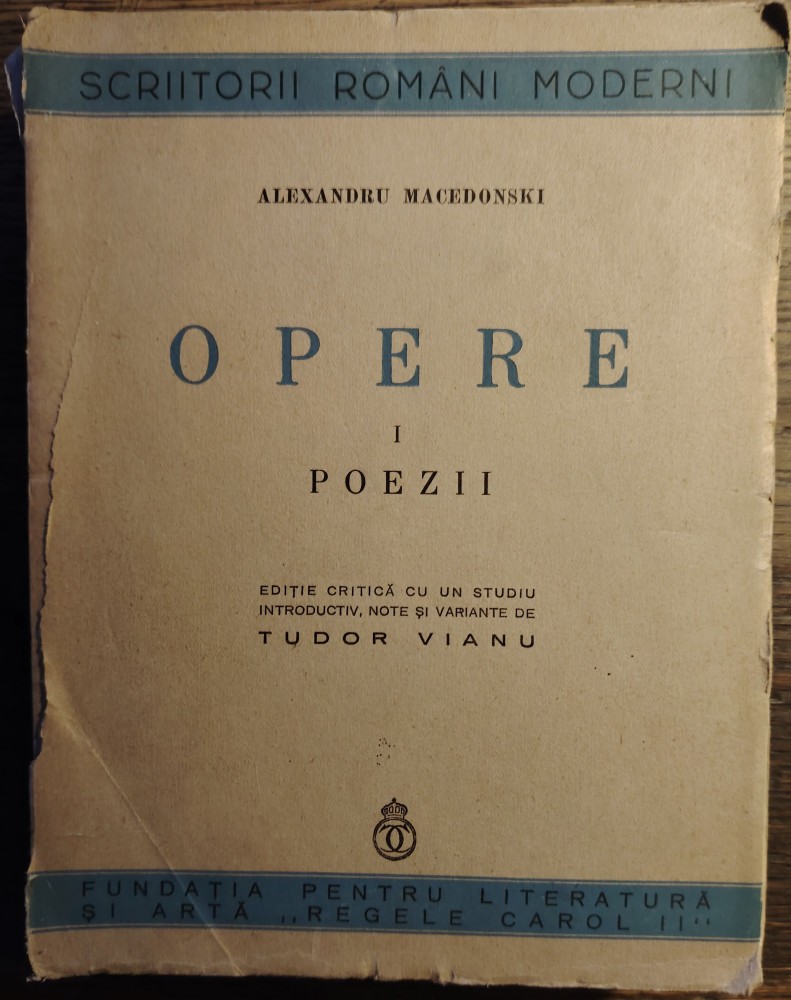 SCRIITORII ROMÂNI MODERNI
ALEXANDRU MACEDONSKI
OPERE
I
POEZII
EDIȚIE CRITICĂ CU UN STUDIU
INTRODUCTIV, NOTE ȘI VARIANTE DE
TUDOR VIANU
FUNDAȚIA PENTRU LITERATURĂ
ȘI ARTĂ „REGELE CAROL II"